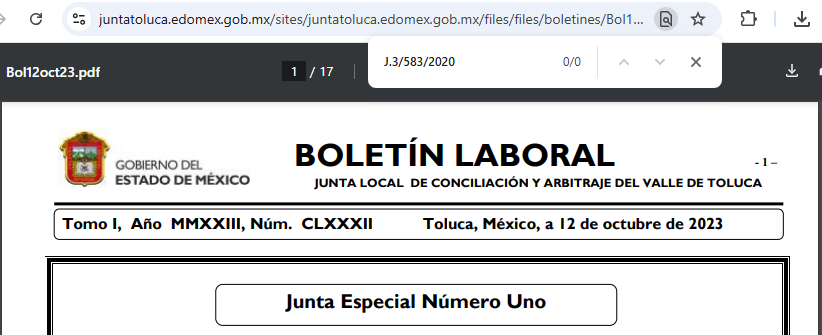 juntatoluca.edomex.gob.mx/sites/juntatoluca.edomex.gob.mx/files/files/boletines/Bol1...
J.3/583/2020 0/0
Bol12oct23.pdf 1 / 17
GOBIERNO DEL
ESTADO DE MÉXICO
BOLETÍN LABORAL - 1 –
JUNTA LOCAL DE CONCILIACIÓN Y ARBITRAJE DEL VALLE DE TOLUCA
Tomo I, Año MMXXIII, Núm. CLXXXII Toluca, México, a 12 de octubre de 2023
Junta Especial Número Uno